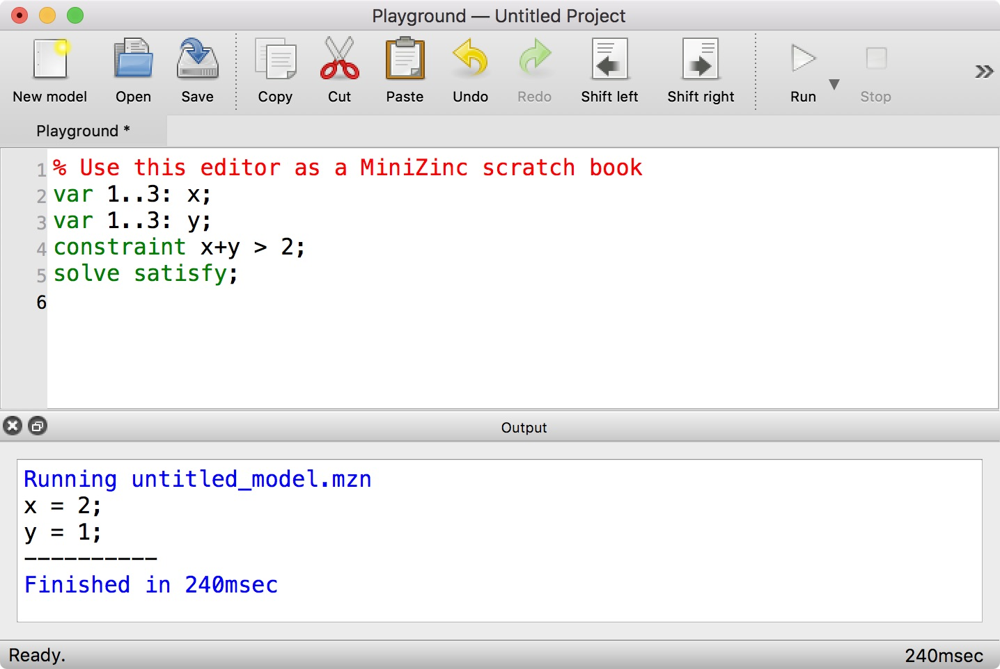 Playground — Untitled Project
New model Open Save Copy Cut Paste Undo Redo Shift left Shift right Run Stop
Playground *
1 % Use this editor as a MiniZinc scratch book
2 var 1..3: x;
3 var 1..3: y;
4 constraint x+y > 2;
5 solve satisfy;
6
Output
Running untitled_model.mzn
x = 2;
y = 1;
----------
Finished in 240msec
Ready. 240msec